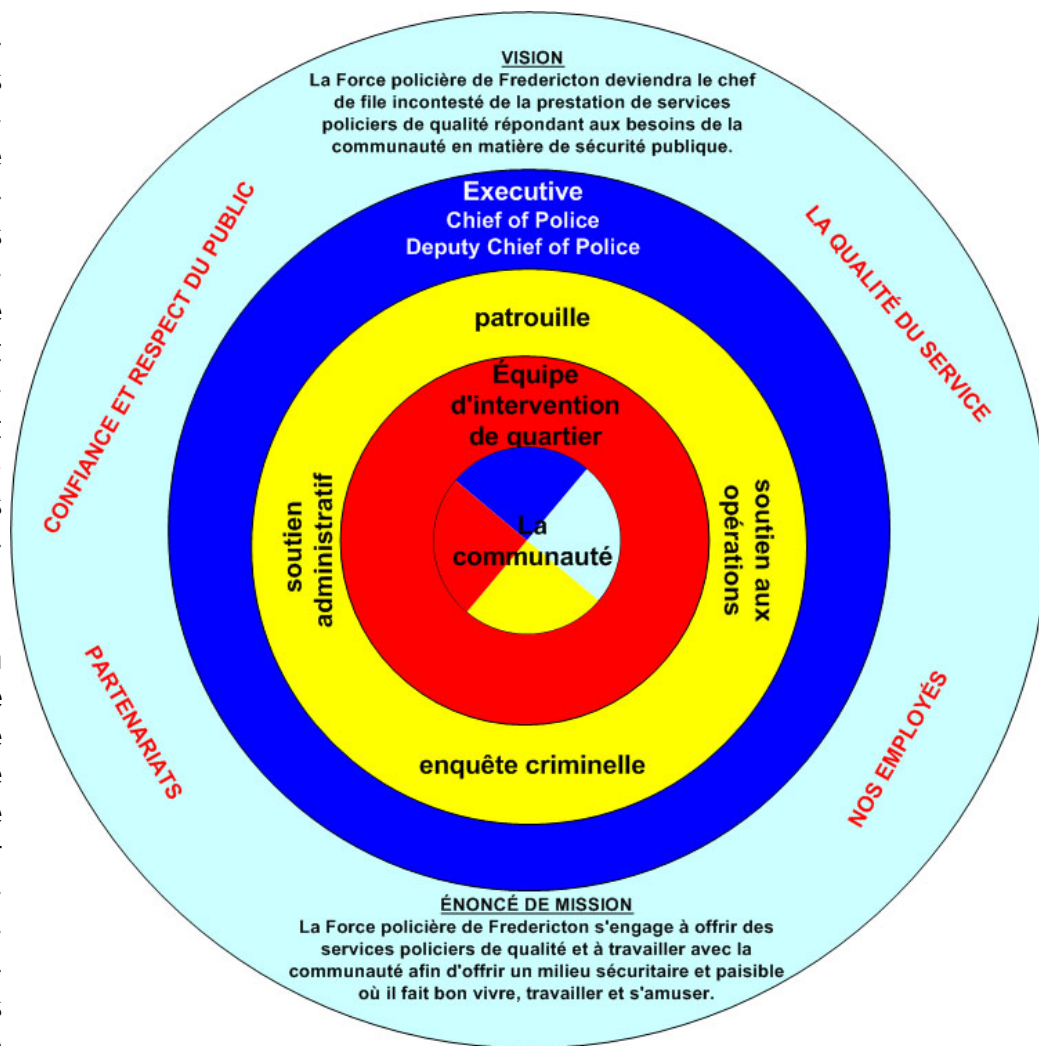 VISION
La Force policière de Fredericton deviendra le chef
de file incontesté de la prestation de services
policiers de qualité répondant aux besoins de la
communauté en matière de sécurité publique.
CONFIANCE ET RESPECT DU PUBLIC
LA QUALITÉ DU SERVICE
Executive
Chief of Police
Deputy Chief of Police
patrouille
Équipe
d'intervention
de quartier
soutien
administratif
La
communauté
soutien aux
opérations
enquête criminelle
PARTENARIATS
NOS EMPLOYÉS
ÉNONCÉ DE MISSION
La Force policière de Fredericton s'engage à offrir des
services policiers de qualité et à travailler avec la
communauté afin d'offrir un milieu sécuritaire et paisible
où il fait bon vivre, travailler et s'amuser.